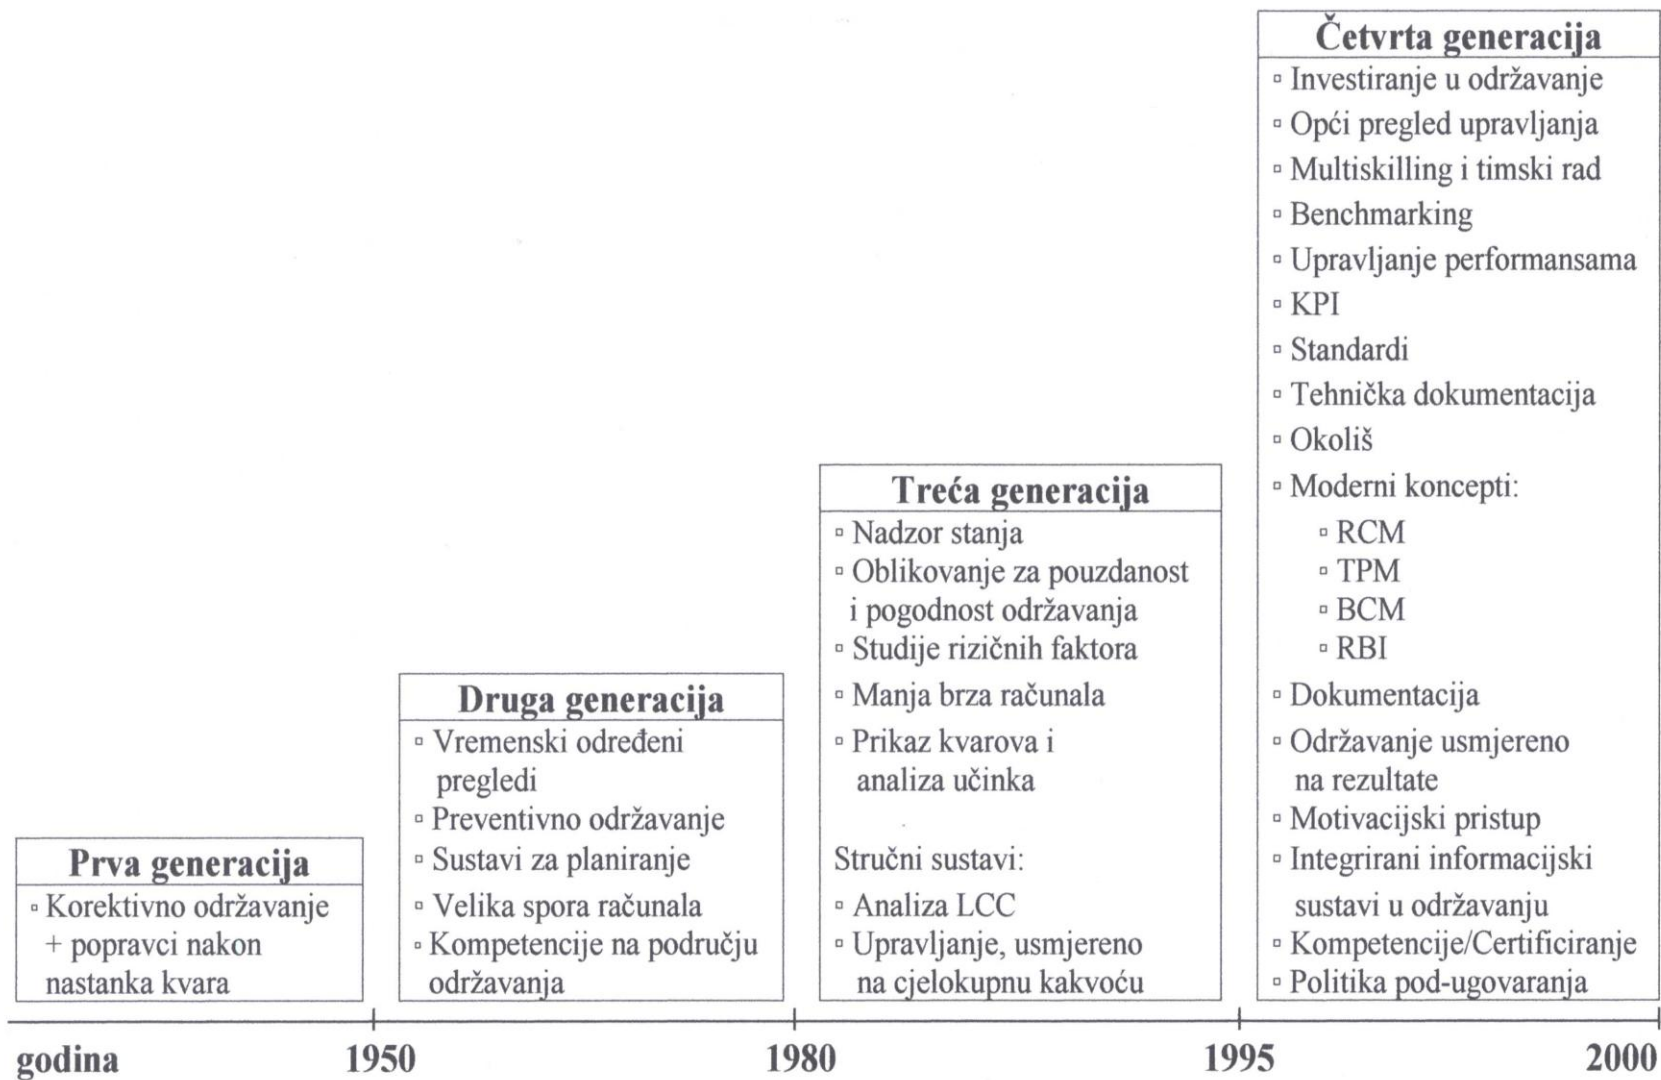 Prva generacija
▫ Korektivno održavanje
+ popravci nakon
nastanka kvara
Druga generacija
▫ Vremenski određeni
pregledi
▫ Preventivno održavanje
▫ Sustavi za planiranje
▫ Velika spora računala
▫ Kompetencije na području
održavanja
Treća generacija
▫ Nadzor stanja
▫ Oblikovanje za pouzdanost
i pogodnost održavanja
▫ Studije rizičnih faktora
▫ Manja brza računala
▫ Prikaz kvarova i
analiza učinka
Stručni sustavi:
▫ Analiza LCC
▫ Upravljanje, usmjereno
na cjelokupnu kakvoću
Četvrta generacija
▫ Investiranje u održavanje
▫ Opći pregled upravljanja
▫ Multiskilling i timski rad
▫ Benchmarking
▫ Upravljanje performansama
▫ KPI
▫ Standardi
▫ Tehnička dokumentacija
▫ Okoliš
▫ Moderni koncepti:
▫ RCM
▫ TPM
▫ BCM
▫ RBI
▫ Dokumentacija
▫ Održavanje usmjereno
na rezultate
▫ Motivacijski pristup
▫ Integrirani informacijski
sustavi u održavanju
▫ Kompetencije/Certificiranje
▫ Politika pod-ugovaranja
godina 1950 1980 1995 2000